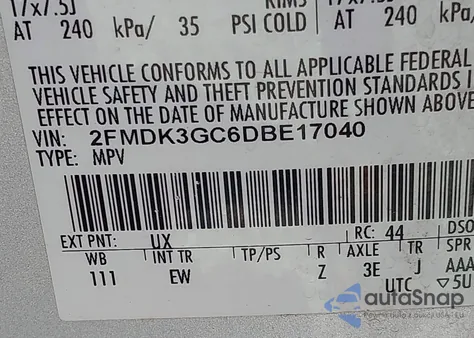 17x7.5J RIMS 17x7.5J
AT 240 kPa/ 35 PSI COLD AT 240 kPa/
THIS VEHICLE CONFORMS TO ALL APPLICABLE FEDERAL
VEHICLE SAFETY AND THEFT PREVENTION STANDARDS I
EFFECT ON THE DATE OF MANUFACTURE SHOWN ABOVE
VIN: 2FMDK3GC6DBE17040
TYPE: MPV
EXT PNT: UX RC: 44 DSO
WB INT TR TP/PS R AXLE TR SPR
111 EW Z 3E J AAA
UTC ▽5U
autoSnap